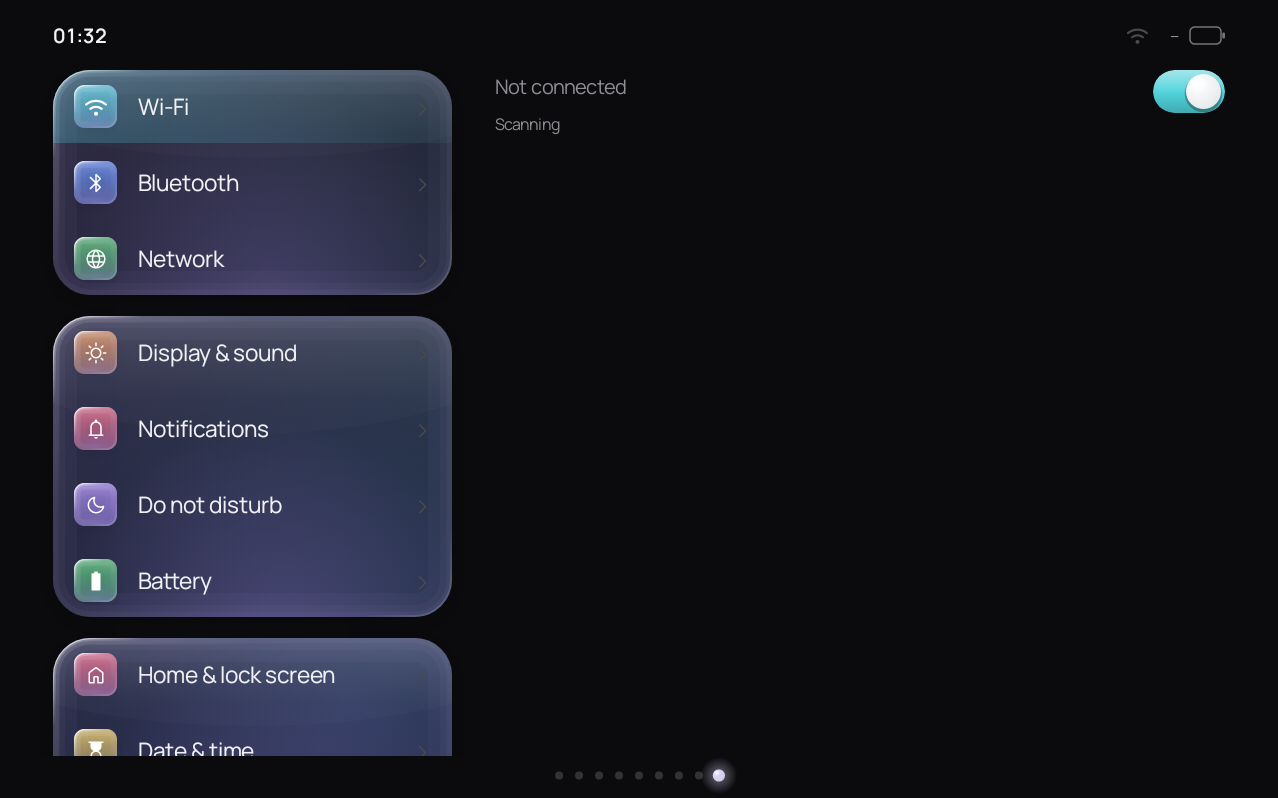 01:32
–
Wi-Fi
Bluetooth
Network
Display & sound
Notifications
Do not disturb
Battery
Home & lock screen
Date & time
Not connected
Scanning